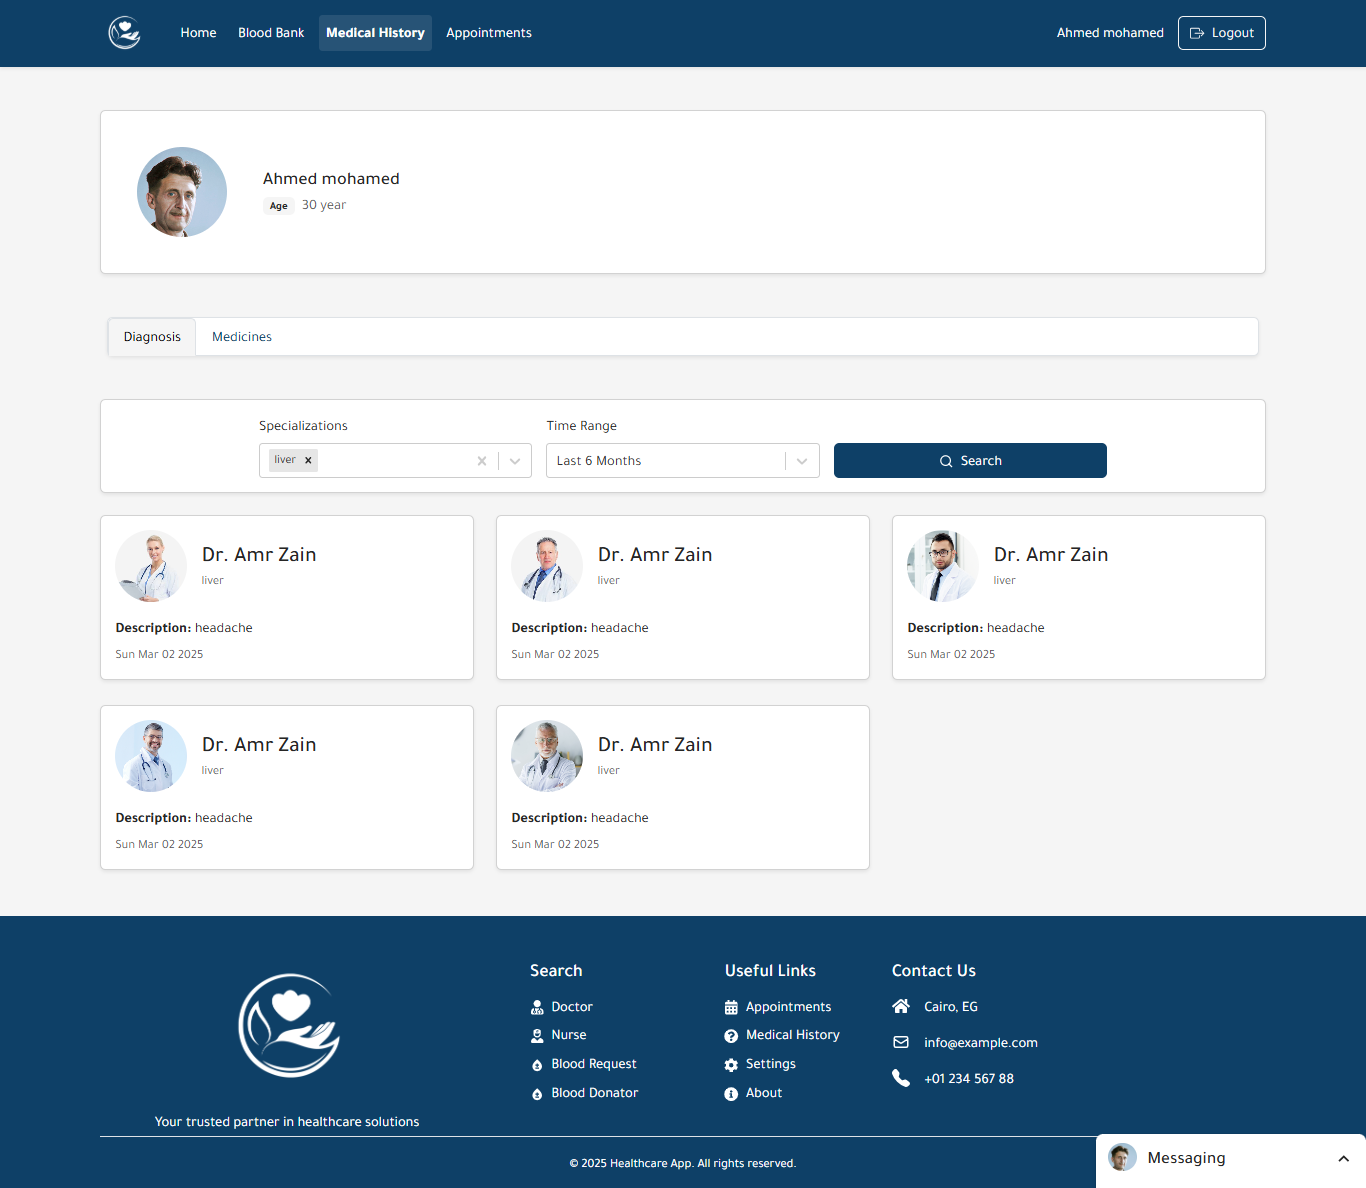 Home Blood Bank Medical History Appointments Ahmed mohamed Logout
Ahmed mohamed
Age 30 year
Diagnosis Medicines
Specializations Time Range
liver Last 6 Months Search
Dr. Amr Zain
liver
Description: headache
Sun Mar 02 2025
Dr. Amr Zain
liver
Description: headache
Sun Mar 02 2025
Dr. Amr Zain
liver
Description: headache
Sun Mar 02 2025
Dr. Amr Zain
liver
Description: headache
Sun Mar 02 2025
Dr. Amr Zain
liver
Description: headache
Sun Mar 02 2025
Your trusted partner in healthcare solutions
Search
Doctor
Nurse
Blood Request
Blood Donator
Useful Links
Appointments
Medical History
Settings
About
Contact Us
Cairo, EG
info@example.com
+01 234 567 88
© 2025 Healthcare App. All rights reserved.
Messaging